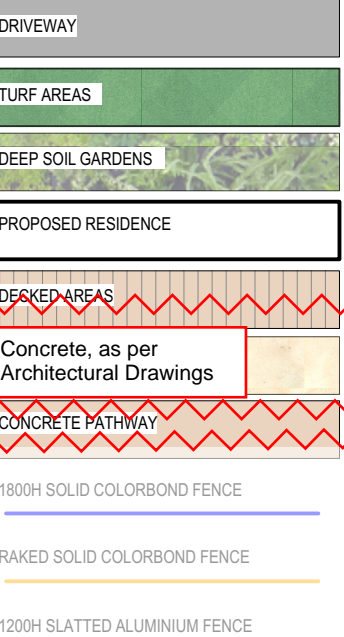 DRIVEWAY
TURF AREAS
DEEP SOIL GARDENS
PROPOSED RESIDENCE
DECKED AREAS
Concrete, as per
Architectural Drawings
CONCRETE PATHWAY
1800H SOLID COLORBOND FENCE
RAKED SOLID COLORBOND FENCE
1200H SLATTED ALUMINIUM FENCE